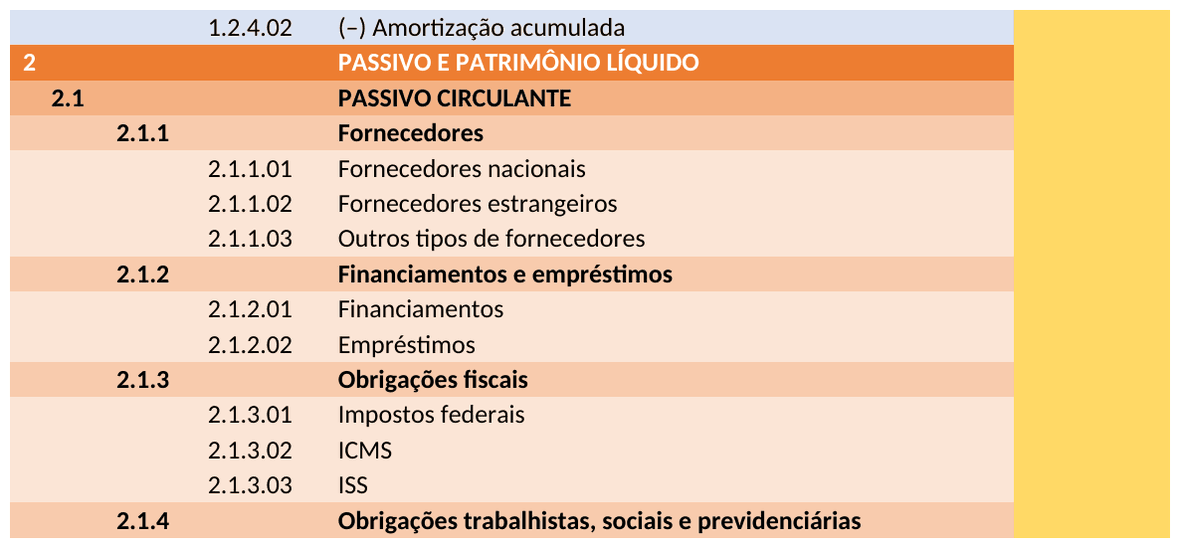 1.2.4.02 (–) Amortização acumulada
2 PASSIVO E PATRIMÔNIO LÍQUIDO
2.1 PASSIVO CIRCULANTE
2.1.1 Fornecedores
2.1.1.01 Fornecedores nacionais
2.1.1.02 Fornecedores estrangeiros
2.1.1.03 Outros tipos de fornecedores
2.1.2 Financiamentos e empréstimos
2.1.2.01 Financiamentos
2.1.2.02 Empréstimos
2.1.3 Obrigações fiscais
2.1.3.01 Impostos federais
2.1.3.02 ICMS
2.1.3.03 ISS
2.1.4 Obrigações trabalhistas, sociais e previdenciárias